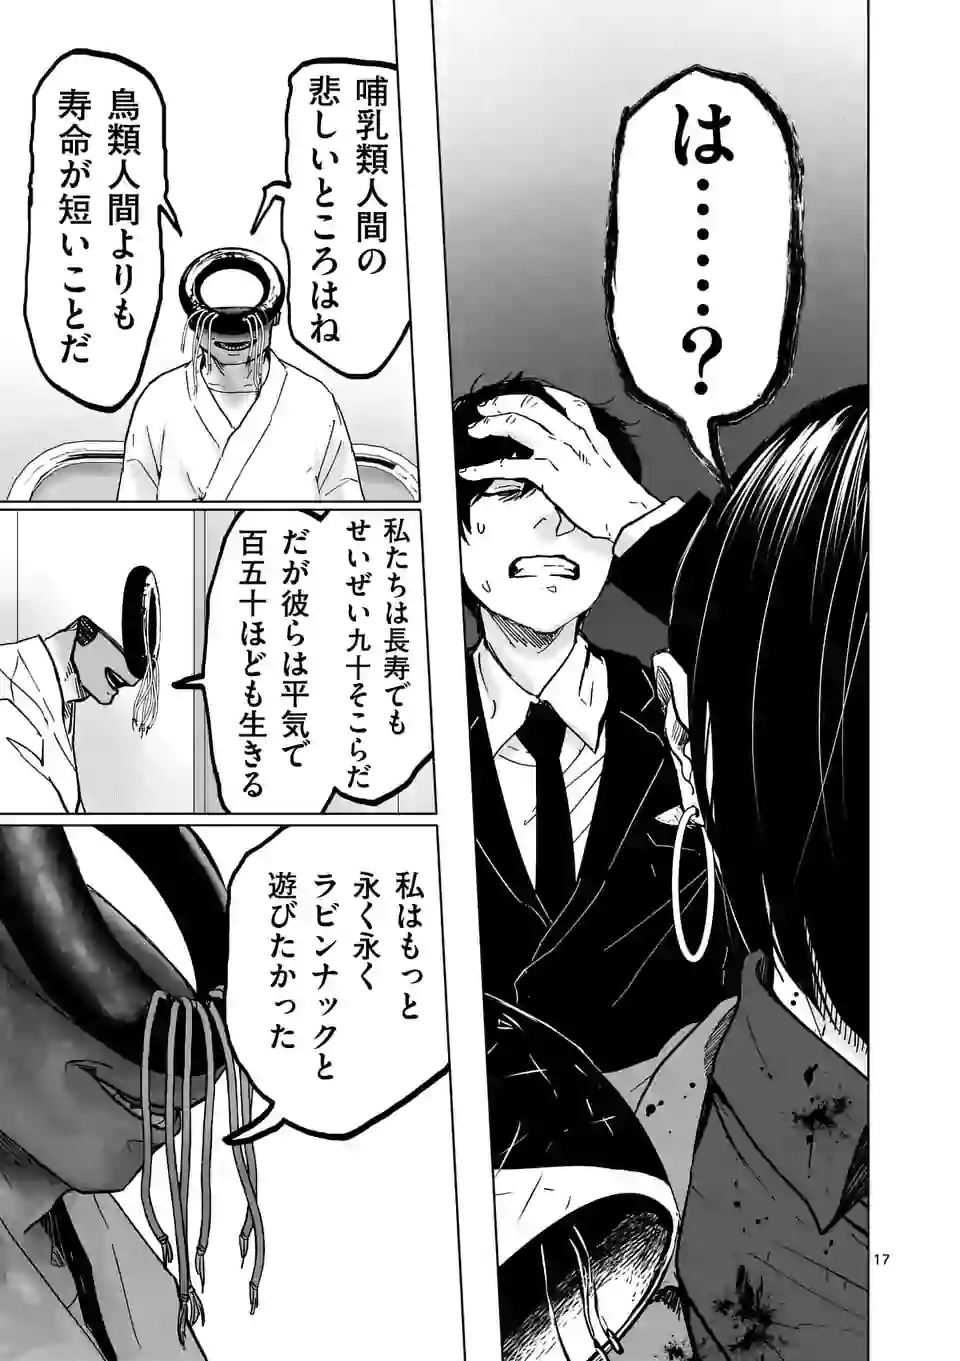 は………？
哺乳類人間の
悲しいところはね
鳥類人間よりも
寿命が短いことだ
私たちは長寿でも
せいぜい九十そこらだ
だが彼らは平気で
百五十ほども生きる
私はもっと
永く永く
ラビンナックと
遊びたかった
17